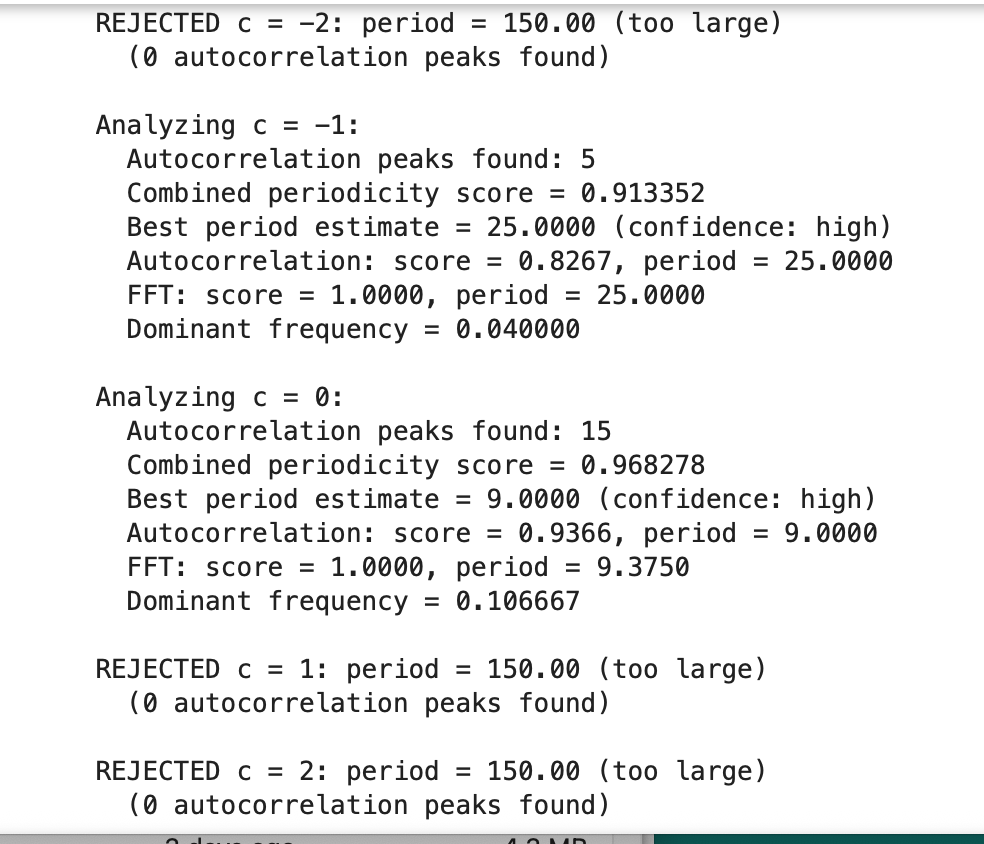 REJECTED c = −2: period = 150.00 (too large)
(0 autocorrelation peaks found)
Analyzing c = −1:
Autocorrelation peaks found: 5
Combined periodicity score = 0.913352
Best period estimate = 25.0000 (confidence: high)
Autocorrelation: score = 0.8267, period = 25.0000
FFT: score = 1.0000, period = 25.0000
Dominant frequency = 0.040000
Analyzing c = 0:
Autocorrelation peaks found: 15
Combined periodicity score = 0.968278
Best period estimate = 9.0000 (confidence: high)
Autocorrelation: score = 0.9366, period = 9.0000
FFT: score = 1.0000, period = 9.3750
Dominant frequency = 0.106667
REJECTED c = 1: period = 150.00 (too large)
(0 autocorrelation peaks found)
REJECTED c = 2: period = 150.00 (too large)
(0 autocorrelation peaks found)